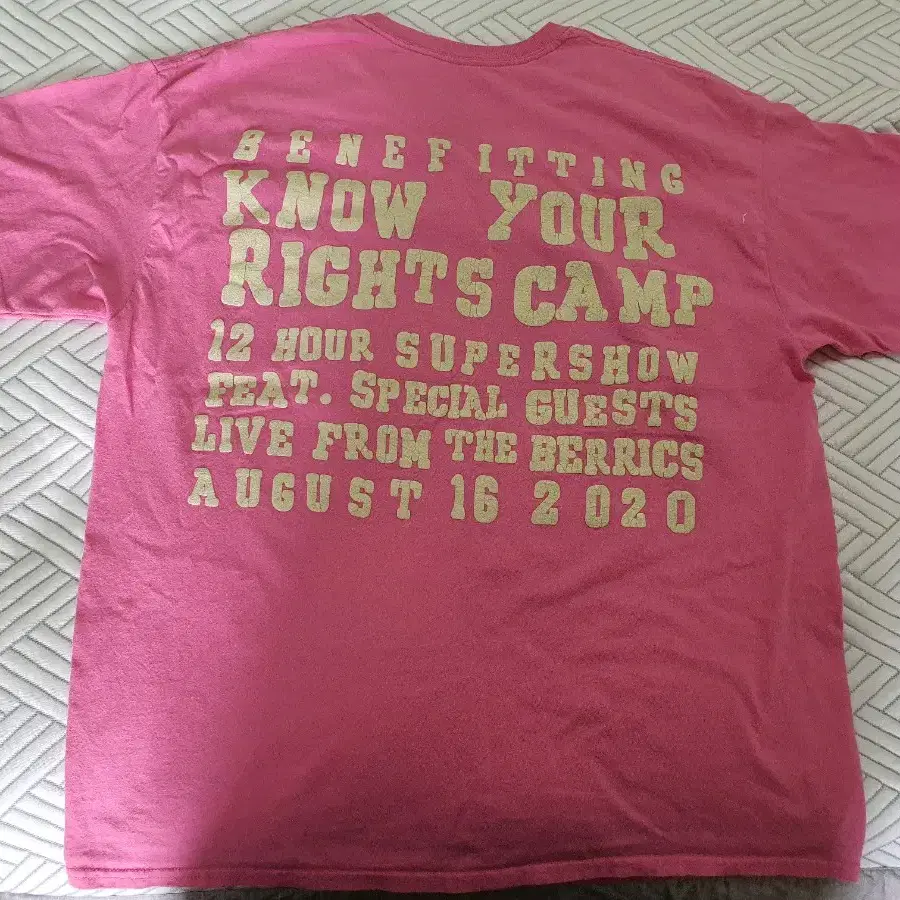 BENEFITTING
KNOW YOUR
RIGHTS CAMP
12 HOUR SUPERSHOW
FEAT. SPECIAL GUESTS
LIVE FROM THE BERRICS
AUGUST 16 2020